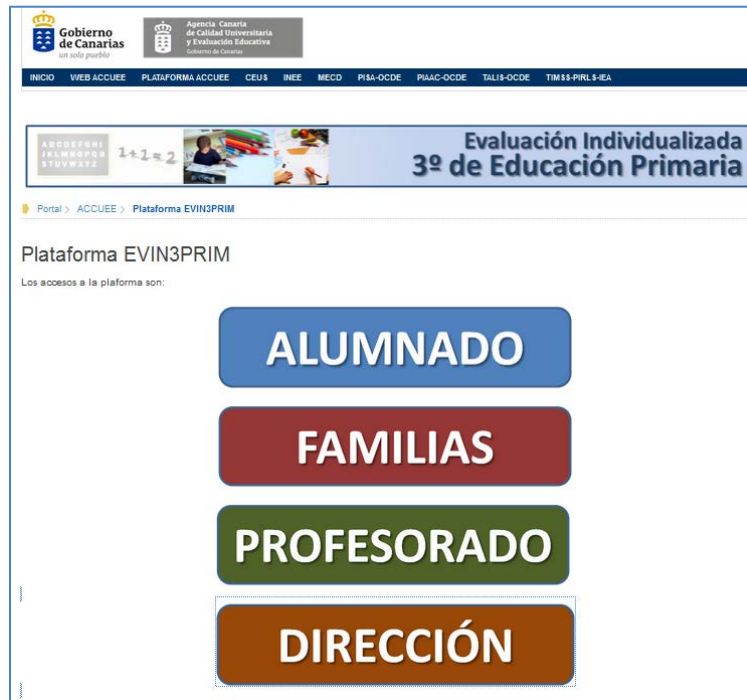 Gobierno
de Canarias
un solo pueblo
Agencia Canaria
de Calidad Universitaria
y Evaluación Educativa
Gobierno de Canarias
INICIO WEB ACCUEE PLATAFORMA ACCUEE CEUS INEE MECD PISA-OCDE PIAAC-OCDE TALIS-OCDE TIMSS-PIRLS-IEA
ABCDEFGHI
JKLMNOPQR
STUVWXYZ
1+1=2
Evaluación Individualizada
3º de Educación Primaria
Portal > ACCUEE > Plataforma EVIN3PRIM
Plataforma EVIN3PRIM
Los accesos a la plaforma son:
ALUMNADO
FAMILIAS
PROFESORADO
DIRECCIÓN